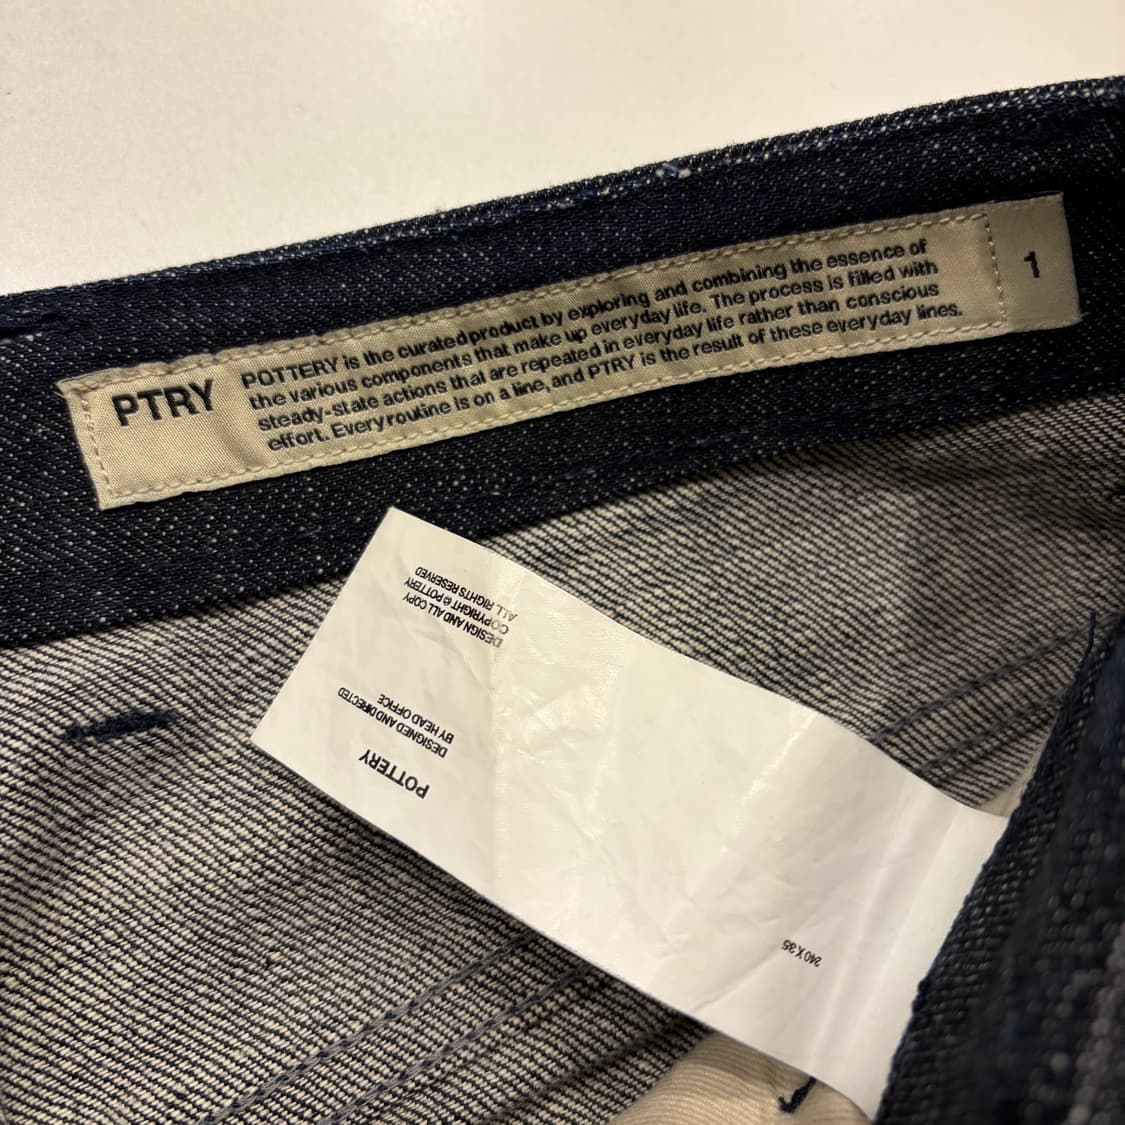 PTRY
POTTERY is the curated product by exploring and combining the essence of
the various components that make up everyday life. The process is filled with
steady-state actions that are repeated in everyday life rather than conscious
effort. Every routine is on a line, and PTRY is the result of these everyday lines.
1
POTTERY
DESIGNED AND DIRECTED
BY HEAD OFFICE
DESIGN AND ALL COPY
COPYRIGHT @ POTTERY
ALL RIGHTS RESERVED
240 X 35